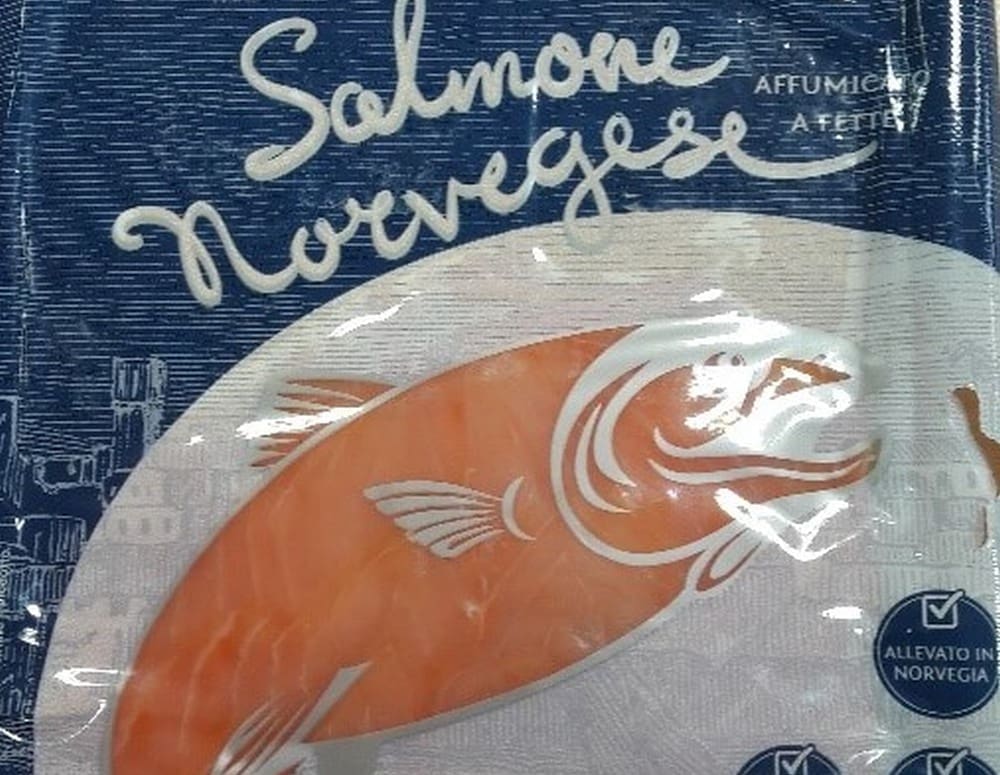 Salmone
Norvegese
AFFUMICATO
A FETTE
ALLEVATO IN
NORVEGIA